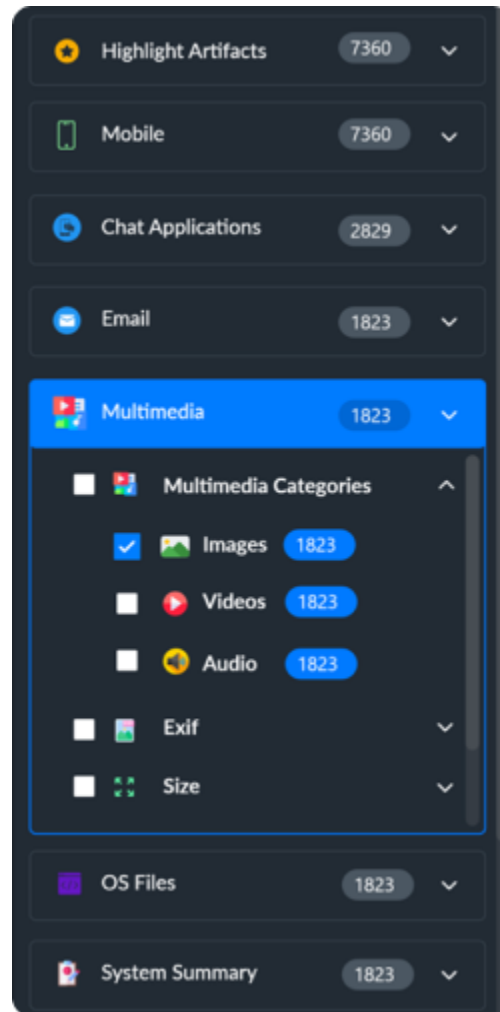 Highlight Artifacts 7360
Mobile 7360
Chat Applications 2829
Email 1823
Multimedia 1823
Multimedia Categories
Images 1823
Videos 1823
Audio 1823
Exif
Size
OS Files 1823
System Summary 1823